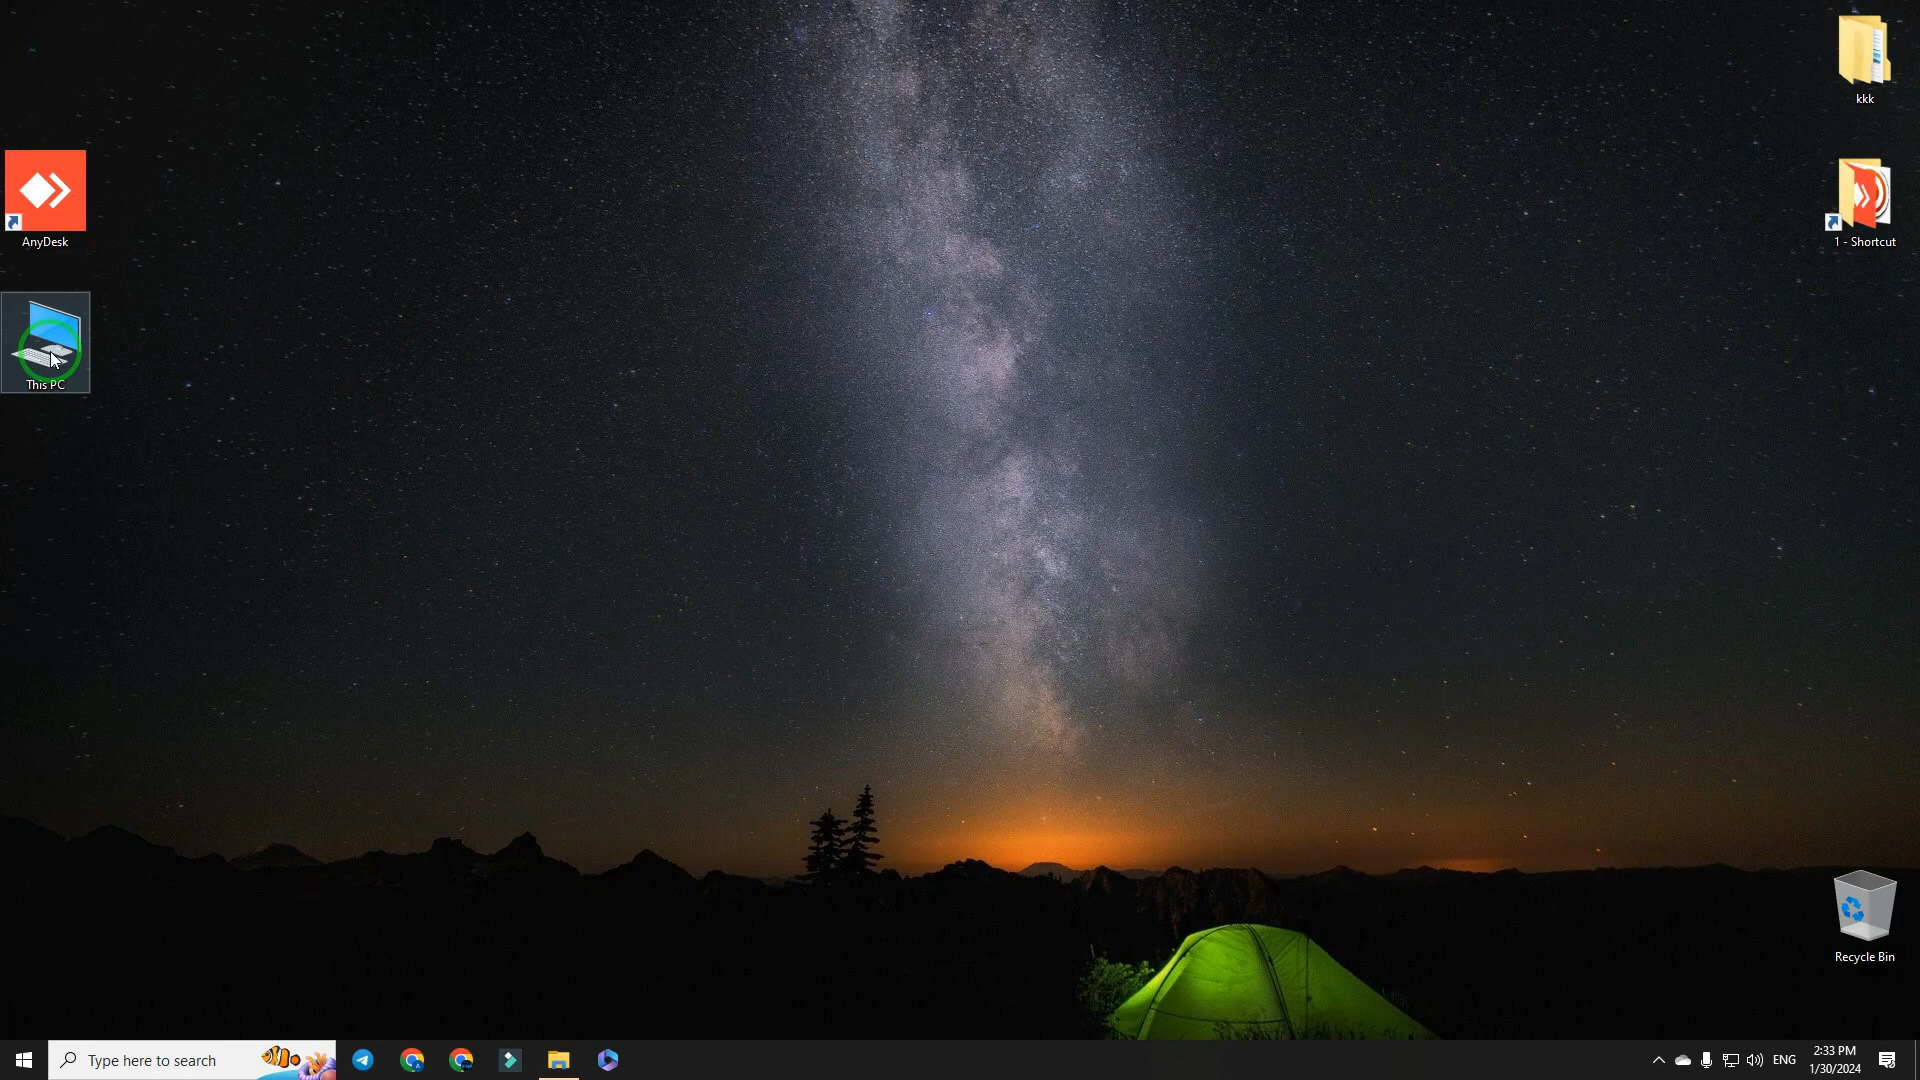 kkk
AnyDesk
1 - Shortcut
This PC
Recycle Bin
Type here to search
ENG
2:33 PM
1/30/2024